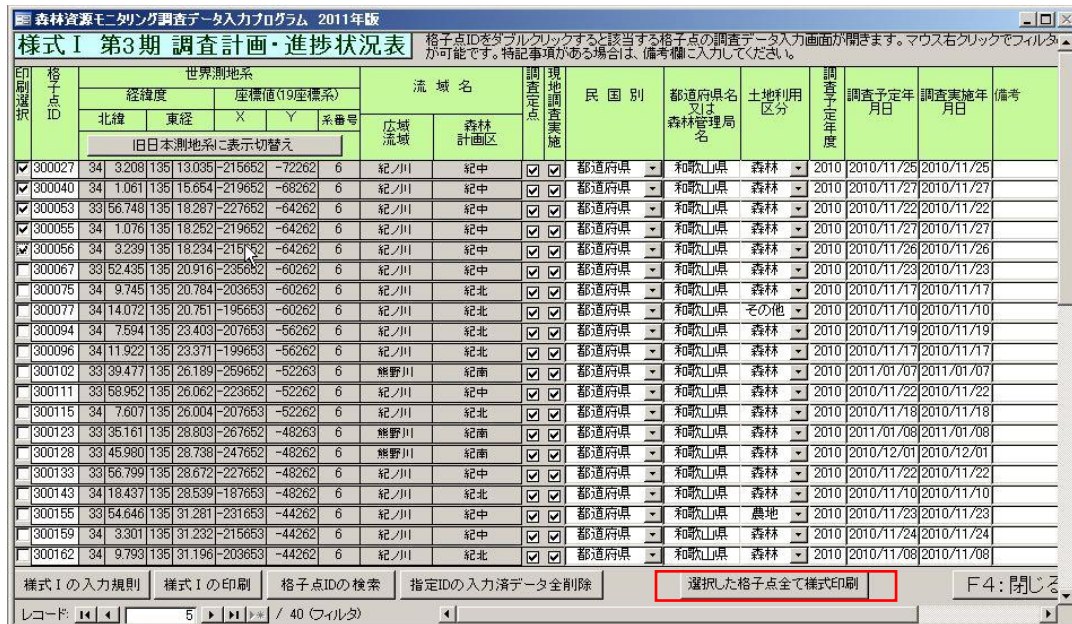 森林資源モニタリング調査データ入力プログラム 2011年版
様式Ⅰ 第3期 調査計画・進捗状況表
格子点IDをダブルクリックすると該当する格子点の調査データ入力画面が開きます。マウス右クリックでフィルタ
が可能です。特記事項がある場合は、備考欄に入力してください。
印刷選択 格子点ID 世界測地系 流域名 調査定点 現地調査実施 民国別 都道府県名又は森林管理局名 土地利用区分 調査予定年度 調査予定年月日 調査実施年月日 備考
経緯度 座標値(19座標系)
北緯 東経 X Y 系番号 広域流域 森林計画区
旧日本測地系に表示切替え
300027 34 3.208 135 13.035 -215652 -72262 6 紀ノ川 紀中 都道府県 和歌山県 森林 2010 2010/11/25 2010/11/25
300040 34 1.061 135 15.654 -219652 -68262 6 紀ノ川 紀中 都道府県 和歌山県 森林 2010 2010/11/27 2010/11/27
300053 33 56.748 135 18.287 -227652 -64262 6 紀ノ川 紀中 都道府県 和歌山県 森林 2010 2010/11/22 2010/11/22
300055 34 1.076 135 18.252 -219652 -64262 6 紀ノ川 紀中 都道府県 和歌山県 森林 2010 2010/11/27 2010/11/27
300056 34 3.239 135 18.234 -215652 -64262 6 紀ノ川 紀中 都道府県 和歌山県 森林 2010 2010/11/26 2010/11/26
300067 33 52.435 135 20.916 -235652 -60262 6 紀ノ川 紀中 都道府県 和歌山県 森林 2010 2010/11/23 2010/11/23
300075 34 9.745 135 20.784 -203653 -60262 6 紀ノ川 紀北 都道府県 和歌山県 森林 2010 2010/11/17 2010/11/17
300077 34 14.072 135 20.751 -195653 -60262 6 紀ノ川 紀北 都道府県 和歌山県 その他 2010 2010/11/10 2010/11/10
300094 34 7.594 135 23.403 -207653 -56262 6 紀ノ川 紀北 都道府県 和歌山県 森林 2010 2010/11/19 2010/11/19
300096 34 11.922 135 23.371 -199653 -56262 6 紀ノ川 紀北 都道府県 和歌山県 森林 2010 2010/11/17 2010/11/17
300102 33 39.477 135 26.189 -259652 -52263 6 熊野川 紀南 都道府県 和歌山県 森林 2010 2011/01/07 2011/01/07
300111 33 58.952 135 26.062 -223652 -52262 6 紀ノ川 紀中 都道府県 和歌山県 森林 2010 2010/11/22 2010/11/22
300115 34 7.607 135 26.004 -207653 -52262 6 紀ノ川 紀北 都道府県 和歌山県 森林 2010 2010/11/18 2010/11/18
300123 33 35.161 135 28.803 -267652 -48263 6 熊野川 紀南 都道府県 和歌山県 森林 2010 2011/01/08 2011/01/08
300128 33 45.980 135 28.738 -247652 -48262 6 熊野川 紀南 都道府県 和歌山県 森林 2010 2010/12/01 2010/12/01
300133 33 56.799 135 28.672 -227652 -48262 6 紀ノ川 紀中 都道府県 和歌山県 森林 2010 2010/11/22 2010/11/22
300143 34 18.437 135 28.539 -187653 -48262 6 紀ノ川 紀北 都道府県 和歌山県 森林 2010 2010/11/10 2010/11/10
300155 33 54.646 135 31.281 -231653 -44262 6 紀ノ川 紀中 都道府県 和歌山県 農地 2010 2010/11/23 2010/11/23
300159 34 3.301 135 31.232 -215653 -44262 6 紀ノ川 紀中 都道府県 和歌山県 森林 2010 2010/11/24 2010/11/24
300162 34 9.793 135 31.196 -203653 -44262 6 紀ノ川 紀北 都道府県 和歌山県 森林 2010 2010/11/08 2010/11/08
様式Ⅰの入力規則 様式Ⅰの印刷 格子点IDの検索 指定IDの入力済データ全削除 選択した格子点全て様式印刷 F4:閉じる
レコード: 5 / 40 (フィルタ)